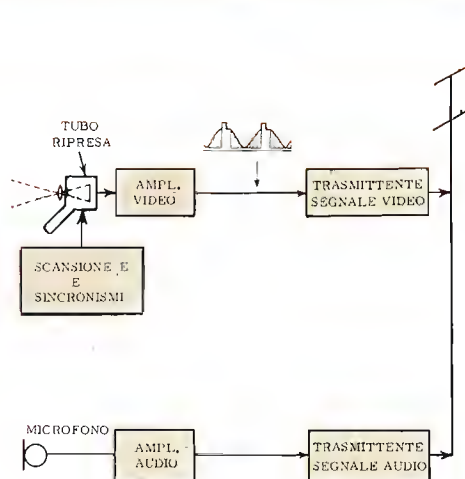 TUBO
RIPRESA
AMPL.
VIDEO
TRASMITTENTE
SEGNALE VIDEO
SCANSIONE E
E
SINCRONISMI
MICROFONO
AMPL.
AUDIO
TRASMITTENTE
SEGNALE AUDIO